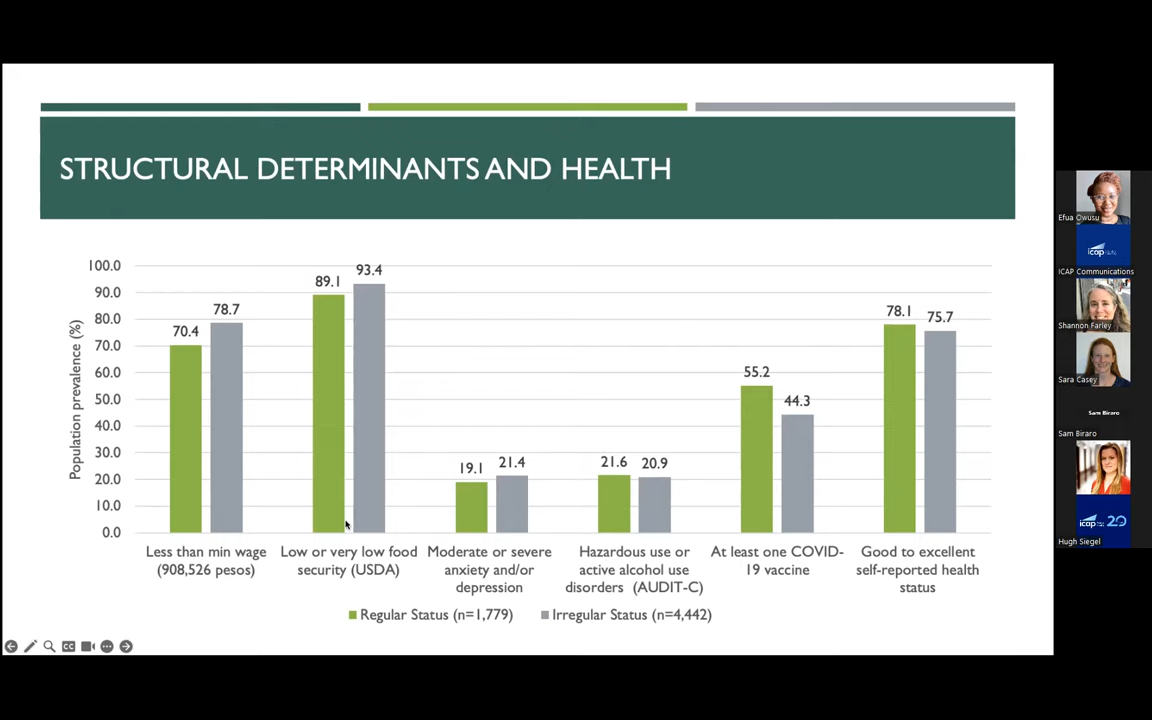 STRUCTURAL DETERMINANTS AND HEALTH
Population prevalence (%)
100.0
90.0
80.0
70.0
60.0
50.0
40.0
30.0
20.0
10.0
0.0
70.4
78.7
89.1
93.4
19.1
21.4
21.6
20.9
55.2
44.3
78.1
75.7
Less than min wage
(908,526 pesos)
Low or very low food
security (USDA)
Moderate or severe
anxiety and/or
depression
Hazardous use or
active alcohol use
disorders (AUDIT-C)
At least one COVID-
19 vaccine
Good to excellent
self-reported health
status
Regular Status (n=1,779)
Irregular Status (n=4,442)
CC
Efua Owusu
icap
ICAP Communications
Shannon Farley
Sara Casey
Sam Biraro
Sam Biraro
icap
20
Hugh Siegel